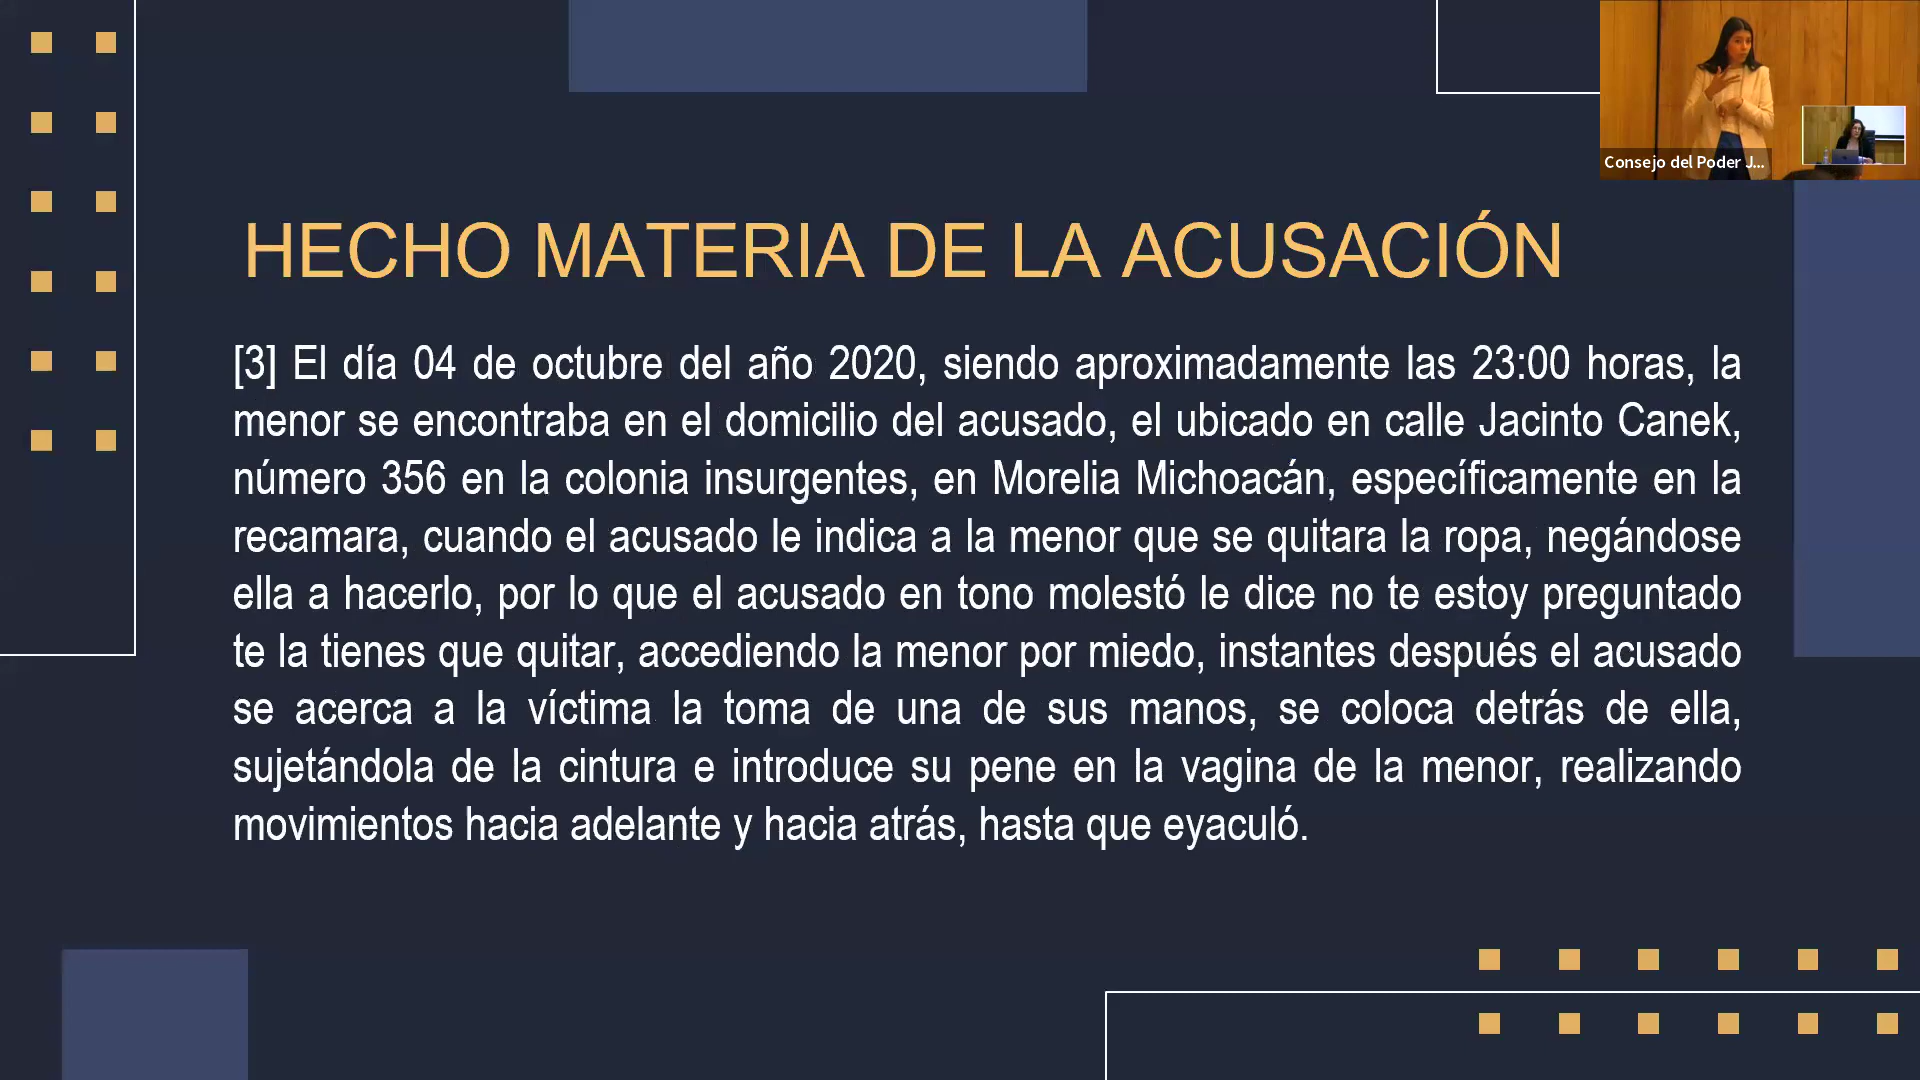 Consejo del Poder J...
HECHO MATERIA DE LA ACUSACIÓN
[3] El día 04 de octubre del año 2020, siendo aproximadamente las 23:00 horas, la
menor se encontraba en el domicilio del acusado, el ubicado en calle Jacinto Canek,
número 356 en la colonia insurgentes, en Morelia Michoacán, específicamente en la
recamara, cuando el acusado le indica a la menor que se quitara la ropa, negándose
ella a hacerlo, por lo que el acusado en tono molestó le dice no te estoy preguntado
te la tienes que quitar, accediendo la menor por miedo, instantes después el acusado
se acerca a la víctima la toma de una de sus manos, se coloca detrás de ella,
sujetándola de la cintura e introduce su pene en la vagina de la menor, realizando
movimientos hacia adelante y hacia atrás, hasta que eyaculó.